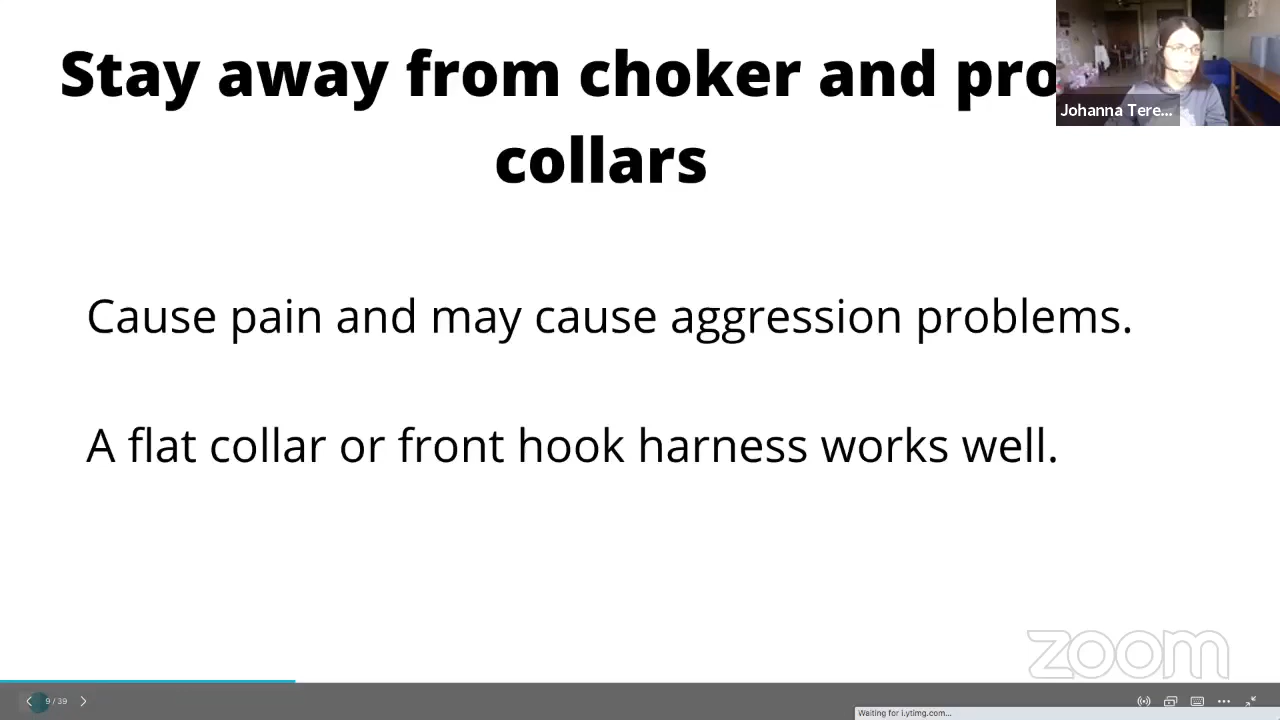 Stay away from choker and pro
collars
Johanna Tere...
Cause pain and may cause aggression problems.
A flat collar or front hook harness works well.
zoom
9 / 39
Waiting for i.ytimg.com...